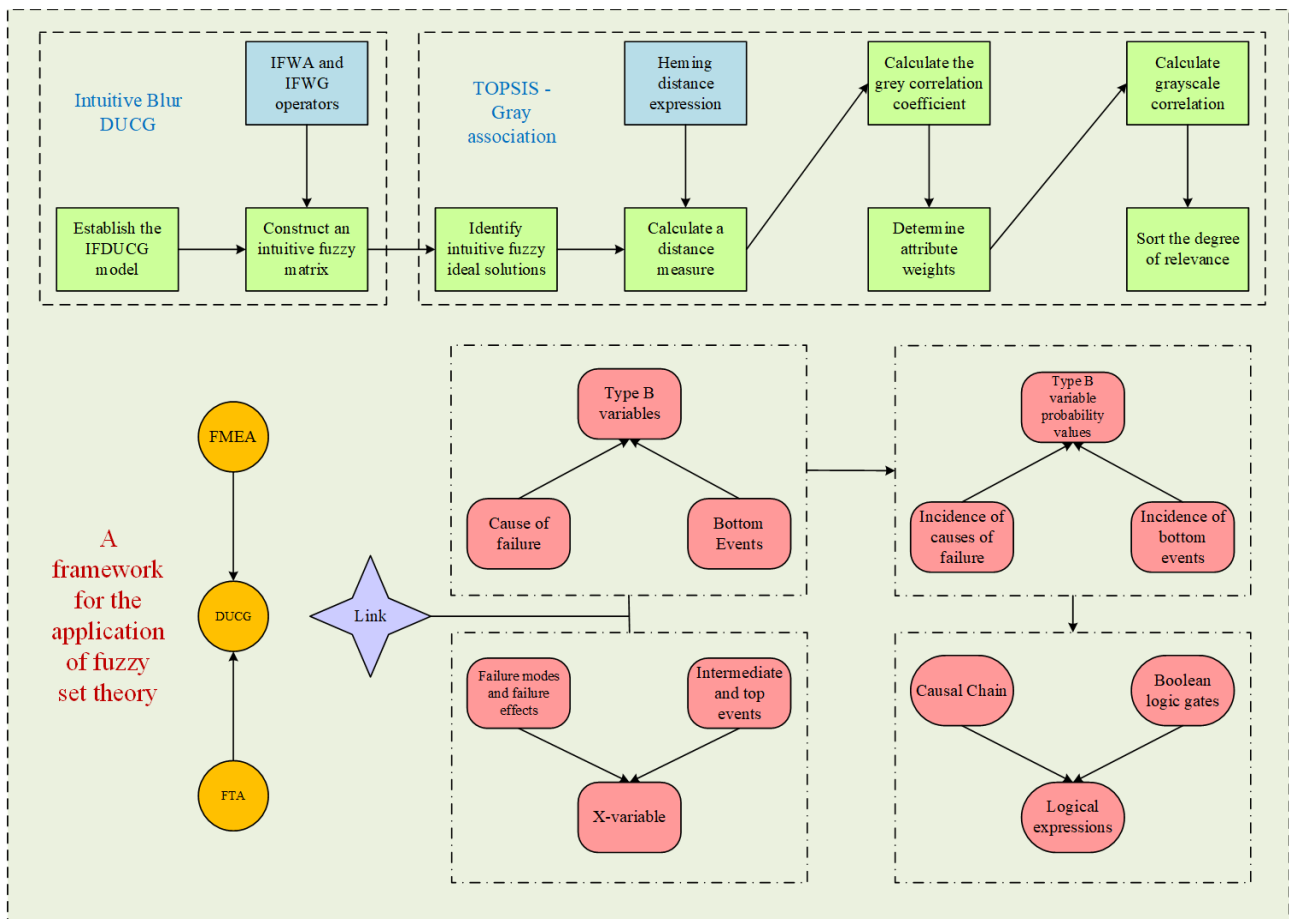 Intuitive Blur
DUCG
IFWA and
IFWG
operators
Establish the
IFDUCG
model
Construct an
intuitive fuzzy
matrix
TOPSIS -
Gray
association
Heming
distance
expression
Identify
intuitive fuzzy
ideal solutions
Calculate a
distance
measure
Calculate the
grey correlation
coefficient
Determine
attribute
weights
Calculate
grayscale
correlation
Sort the degree
of relevance
A
framework
for the
application
of fuzzy
set theory
FMEA
DUCG
FTA
Link
Type B
variables
Cause of
failure
Bottom
Events
Type B
variable
probability
values
Incidence of
causes of
failure
Incidence of
bottom
events
Failure modes and failure
effects
Intermediate
and top
events
X-variable
Causal Chain
Boolean
logic gates
Logical
expressions